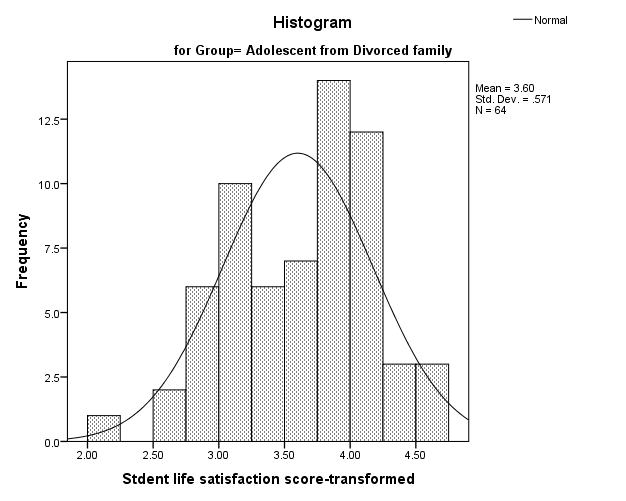 Histogram
Normal
for Group= Adolescent from Divorced family
Mean = 3.60
Std. Dev. = .571
N = 64
Frequency
12.5
10.0
7.5
5.0
2.5
0.0
2.00 2.50 3.00 3.50 4.00 4.50
Stdent life satisfaction score-transformed